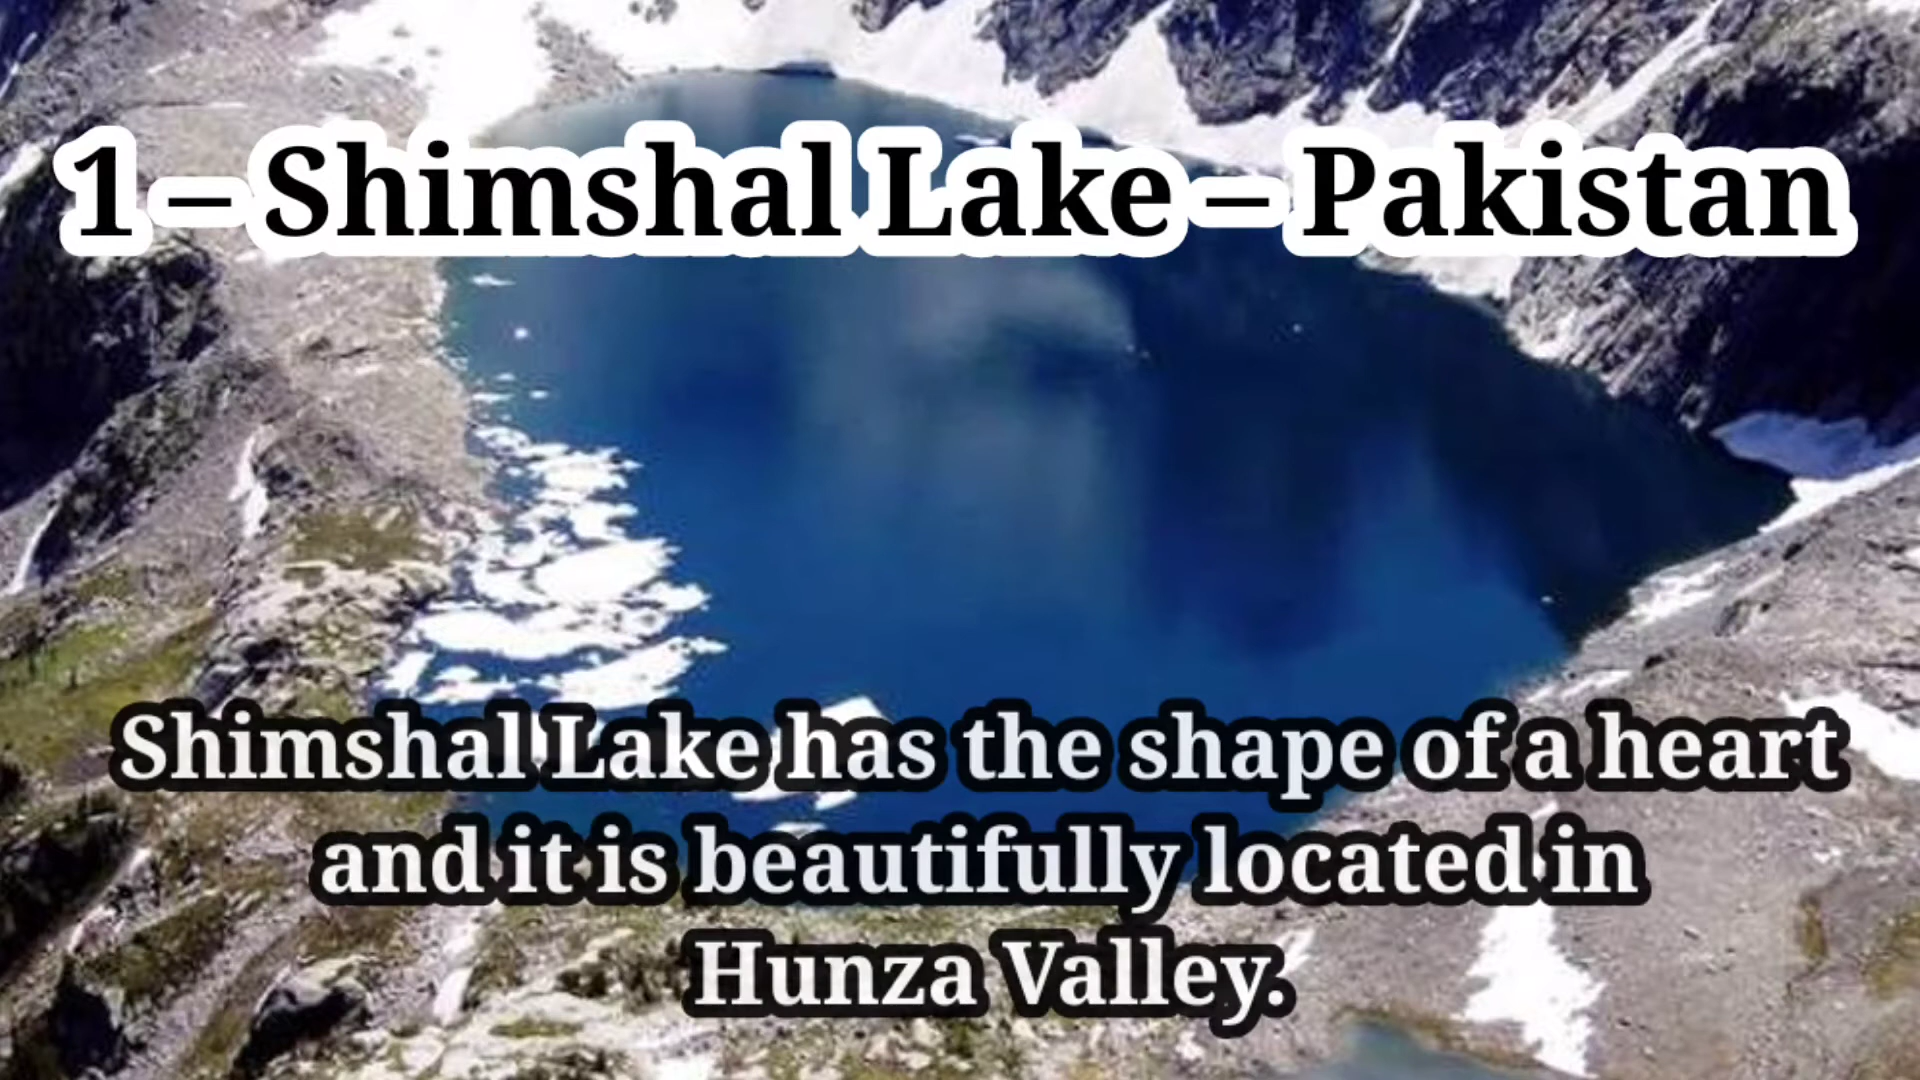 1 – Shimshal Lake – Pakistan
Shimshal Lake has the shape of a heart
and it is beautifully located in
Hunza Valley.